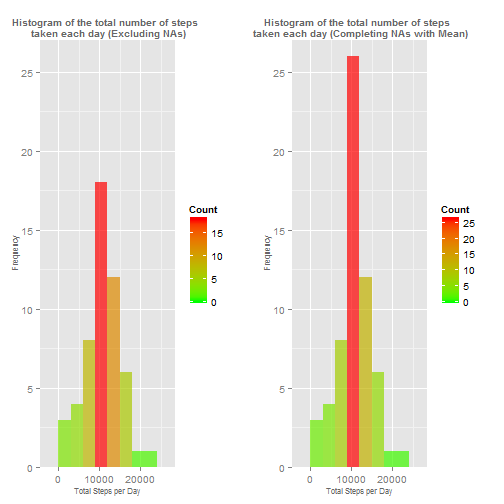 Histogram of the total number of steps
taken each day (Excluding NAs)
25
20
15
10
5
0
Frequency
0 10000 20000
Total Steps per Day
Count
15
10
5
0
Histogram of the total number of steps
taken each day (Completing NAs with Mean)
25
20
15
10
5
0
Frequency
0 10000 20000
Total Steps per Day
Count
25
20
15
10
5
0